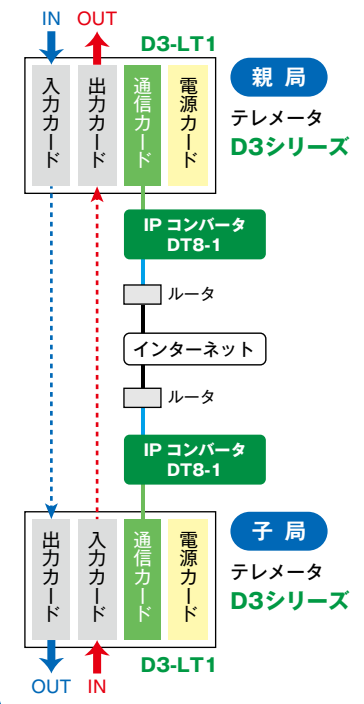 IN OUT
D3-LT1
入力カード
出力カード
通信カード
電源カード
親 局
テレメータ
D3シリーズ
IP コンバータ
DT8-1
ルータ
インターネット
ルータ
IP コンバータ
DT8-1
出力カード
入力カード
通信カード
電源カード
子 局
テレメータ
D3シリーズ
D3-LT1
OUT IN